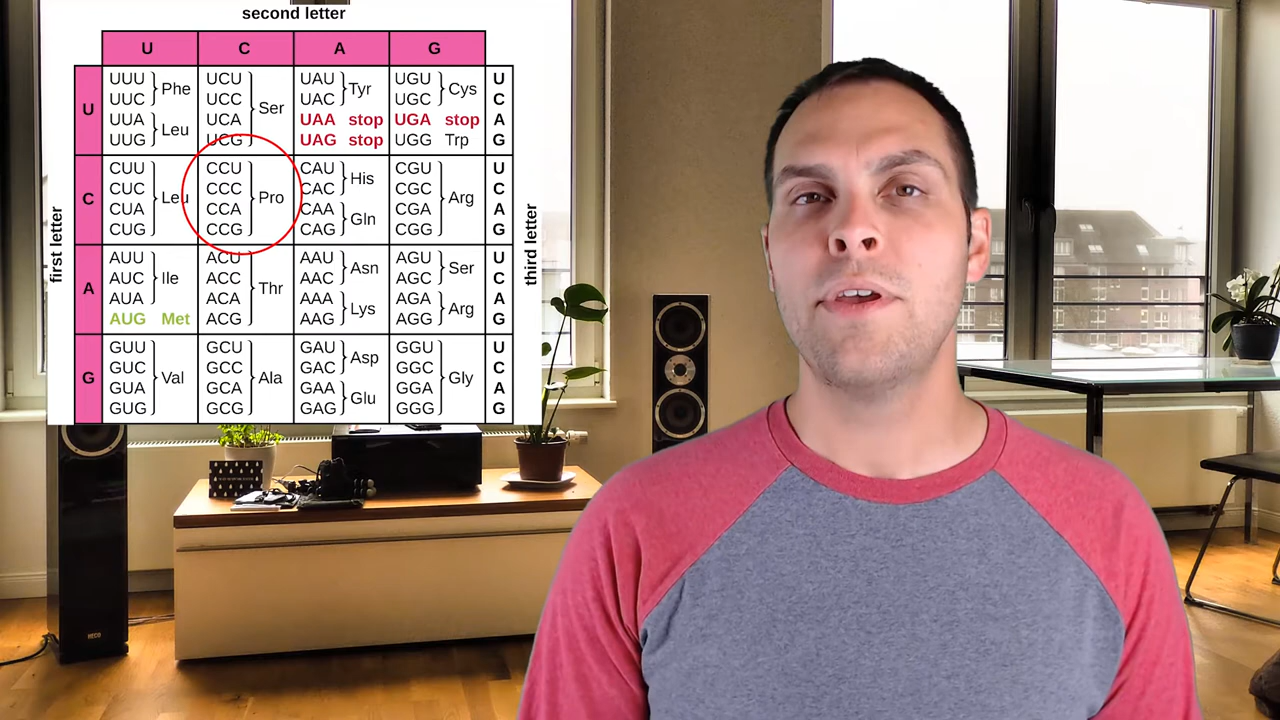 second letter
U C A G
first letter
third letter
U
UUU UUC Phe UUA UUG Leu
UCU UCC UCA UCG Ser
UAU UAC Tyr
UAA stop
UAG stop
UGU UGC Cys
UGA stop
UGG Trp
U C A G
C
CUU CUC CUA CUG Leu
CCU CCC CCA CCG Pro
CAU CAC His CAA CAG Gln
CGU CGC CGA CGG Arg
U C A G
A
AUU AUC AUA Ile
AUG Met
ACU ACC ACA ACG Thr
AAU AAC Asn AAA AAG Lys
AGU AGC Ser AGA AGG Arg
U C A G
G
GUU GUC GUA GUG Val
GCU GCC GCA GCG Ala
GAU GAC Asp GAA GAG Glu
GGU GGC GGA GGG Gly
U C A G
HECO